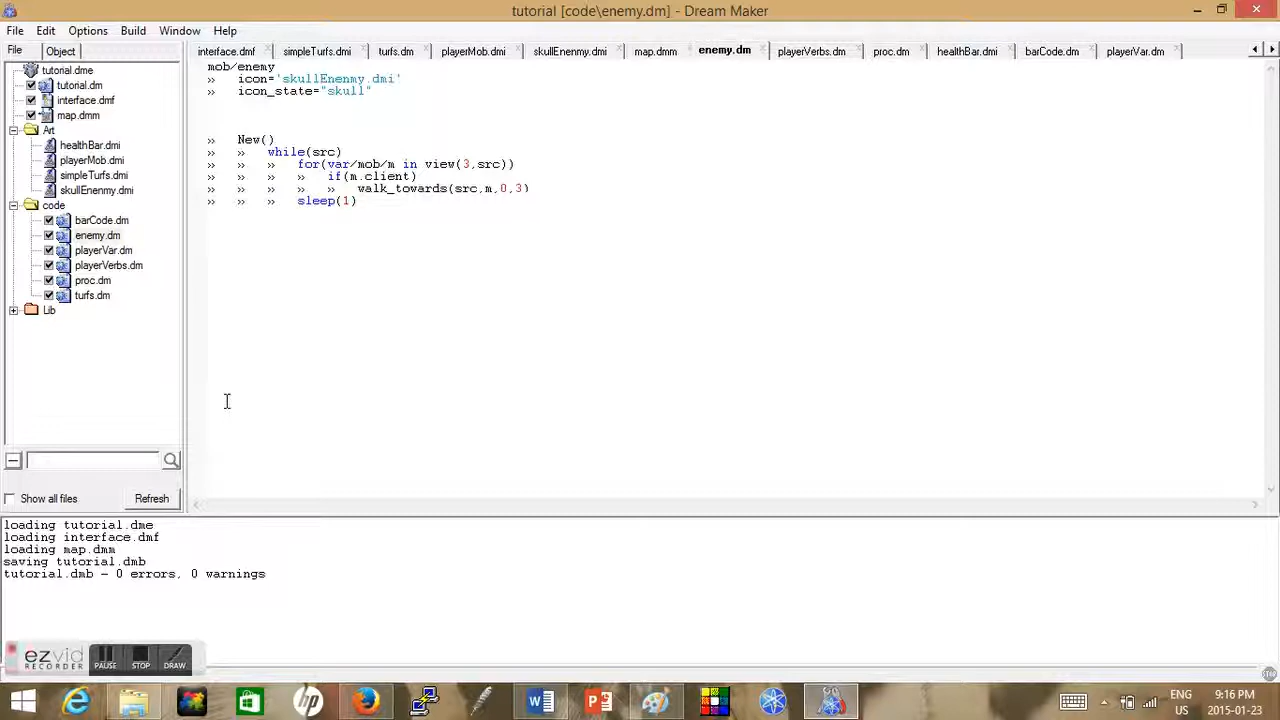 tutorial [code\enemy.dm] - Dream Maker
File Edit Options Build Window Help
File Object
interface.dmf simpleTurfs.dmi turfs.dm playerMob.dmi skullEnenmy.dmi map.dmm enemy.dm playerVerbs.dm proc.dm healthBar.dmi barCode.dm playerVar.dm
tutorial.dme
tutorial.dm
interface.dmf
map.dmm
Art
healthBar.dmi
playerMob.dmi
simpleTurfs.dmi
skullEnenmy.dmi
code
barCode.dm
enemy.dm
playerVar.dm
playerVerbs.dm
proc.dm
turfs.dm
Lib
Show all files
Refresh
mob/enemy
» icon='skullEnenmy.dmi'
» icon_state="skull"
» New()
» » while(src)
» » » for(var/mob/m in view(3,src))
» » » » if(m.client)
» » » » » walk_towards(src,m,0,3)
» » » sleep(1)
loading tutorial.dme
loading interface.dmf
loading map.dmm
saving tutorial.dmb
tutorial.dmb - 0 errors, 0 warnings
ezvid
RECORDER
PAUSE STOP DRAW
ENG
US
9:16 PM
2015-01-23